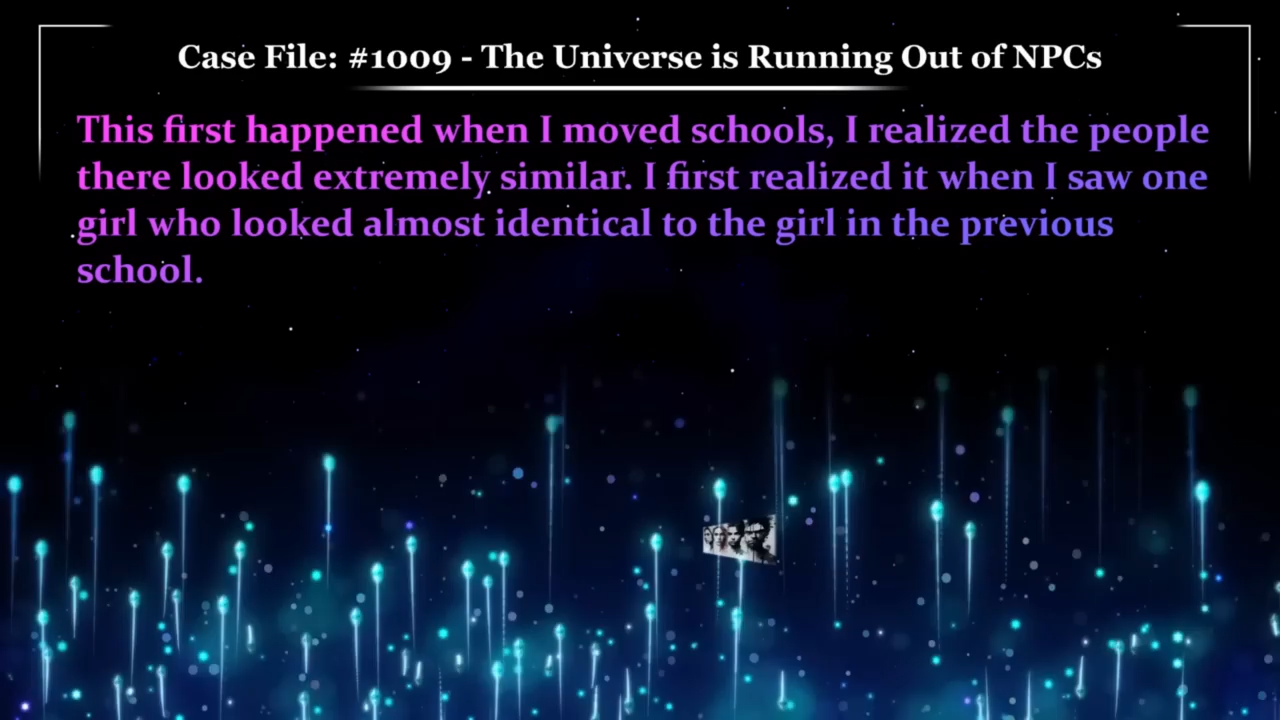 Case File: #1009 - The Universe is Running Out of NPCs
This first happened when I moved schools, I realized the people
there looked extremely similar. I first realized it when I saw one
girl who looked almost identical to the girl in the previous
school.